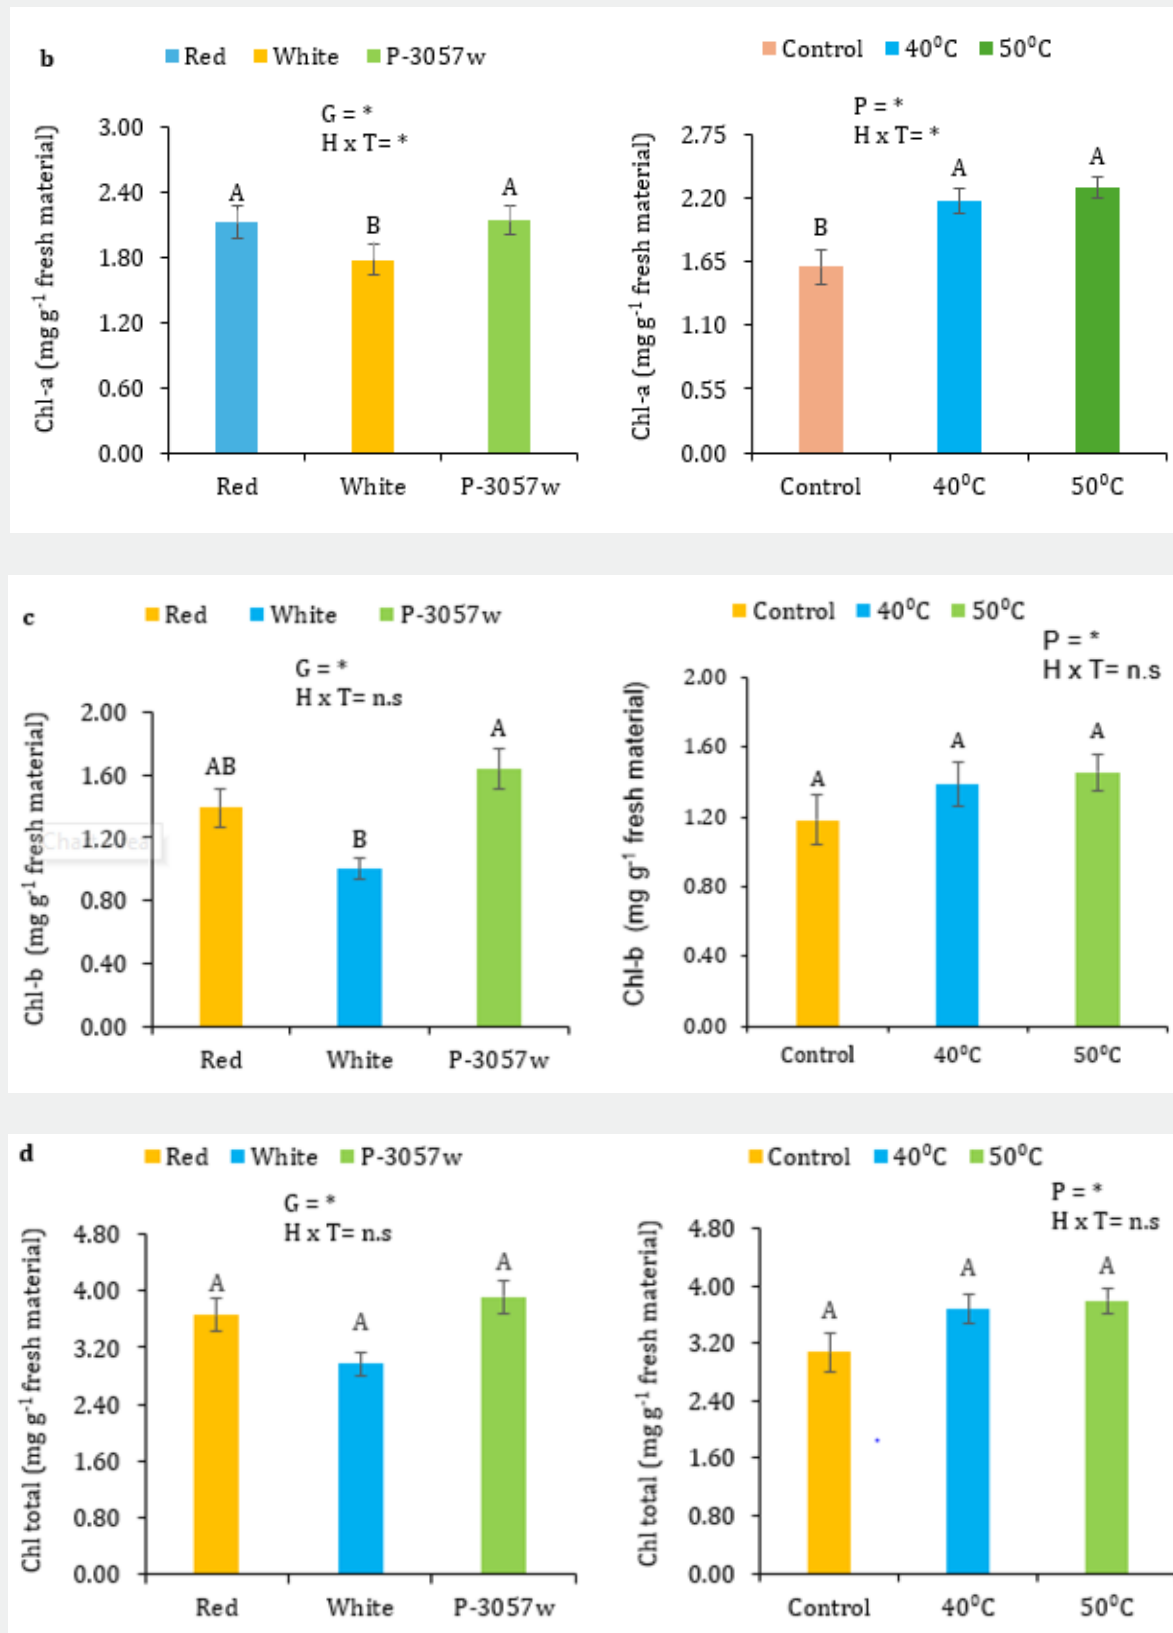 b
Red White P-3057w
G = *
H x T= *
Chl-a (mg g⁻¹ fresh material)
3.00
2.40
1.80
1.20
0.60
0.00
A
B
A
Red White P-3057w
Control 40⁰C 50⁰C
P = *
H x T= *
Chl-a (mg g⁻¹ fresh material)
2.75
2.20
1.65
1.10
0.55
0.00
B
A
A
Control 40⁰C 50⁰C
c
Red White P-3057w
G = *
H x T= n.s
Chl-b (mg g⁻¹ fresh material)
2.00
1.60
1.20
0.80
0.40
0.00
AB
B
A
Red White P-3057w
Control 40⁰C 50⁰C
P = *
H x T= n.s
Chl-b (mg g⁻¹ fresh material)
2.00
1.60
1.20
0.80
0.40
0.00
A
A
A
Control 40⁰C 50⁰C
d
Red White P-3057w
G = *
H x T= n.s
Chl total (mg g⁻¹ fresh material)
4.80
4.00
3.20
2.40
1.60
0.80
0.00
A
A
A
Red White P-3057w
Control 40⁰C 50⁰C
P = *
H x T= n.s
Chl total (mg g⁻¹ fresh material)
4.80
4.00
3.20
2.40
1.60
0.80
0.00
A
A
A
Control 40⁰C 50⁰C